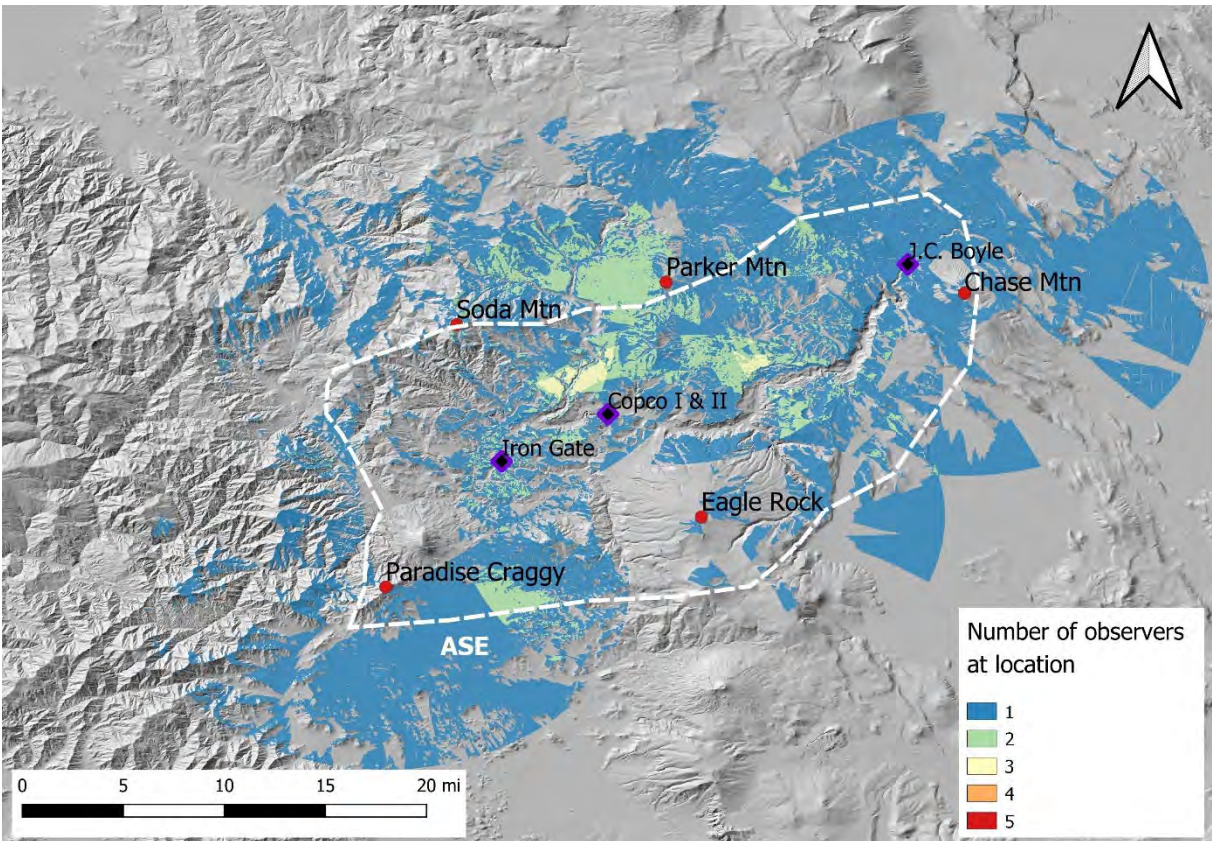 J.C. Boyle
Parker Mtn
Chase Mtn
Soda Mtn
Copco I & II
Iron Gate
Eagle Rock
Paradise Craggy
ASE
Number of observers
at location
1
2
3
4
5
0 5 10 15 20 mi